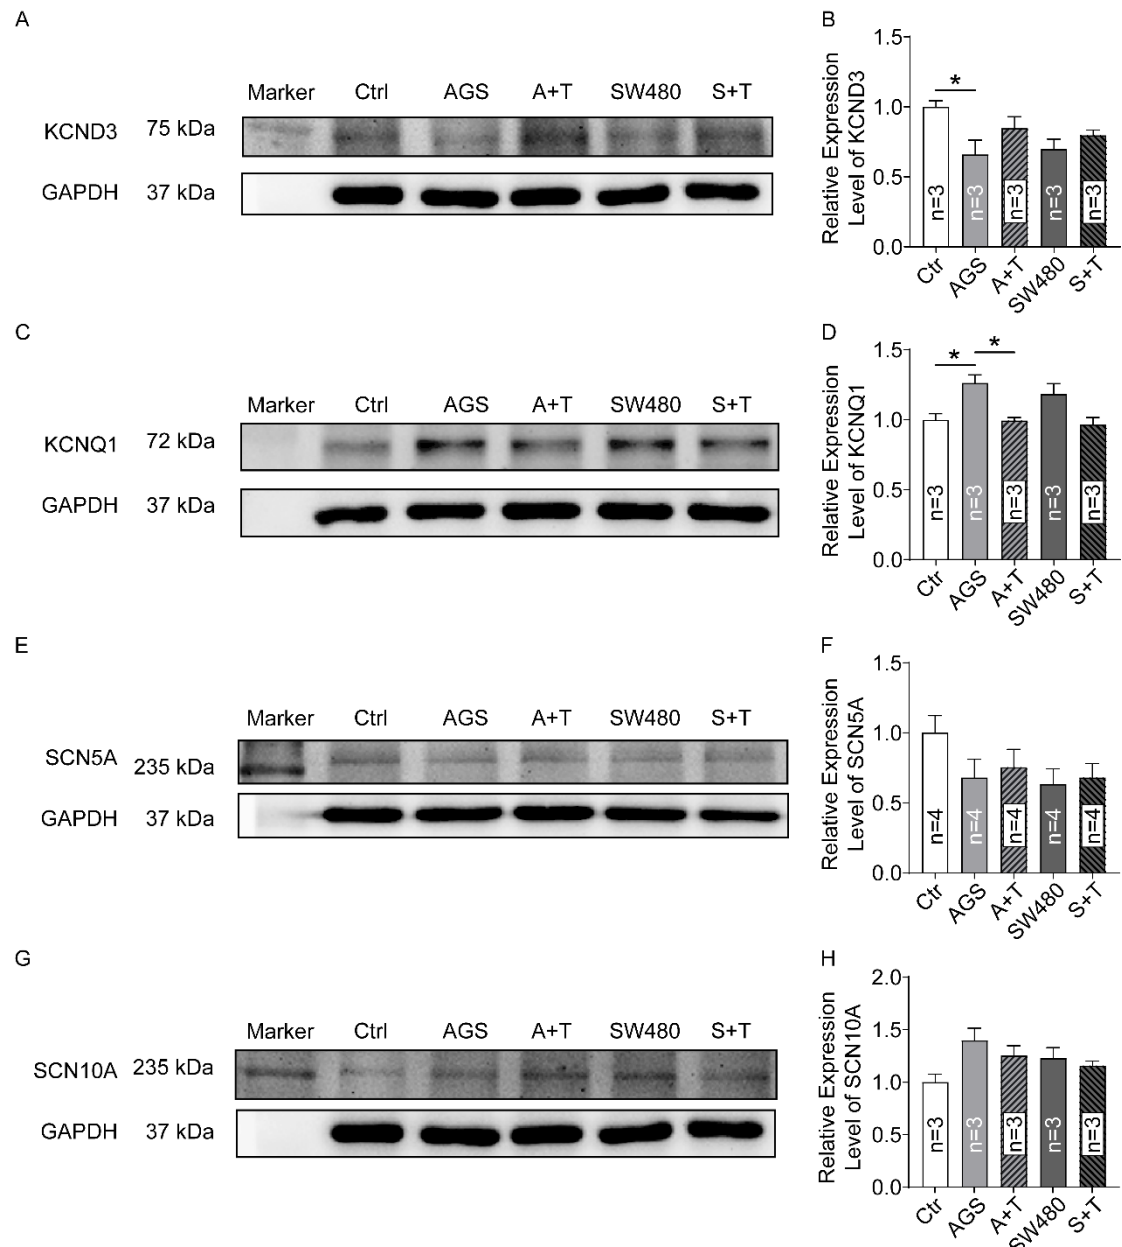 A
Marker Ctrl AGS A+T SW480 S+T
KCND3 75 kDa
GAPDH 37 kDa
B
Relative Expression
Level of KCND3
1.5
1.0
0.5
0.0
*
n=3 n=3 n=3 n=3 n=3
Ctr AGS A+T SW480 S+T
C
Marker Ctrl AGS A+T SW480 S+T
KCNQ1 72 kDa
GAPDH 37 kDa
D
Relative Expression
Level of KCNQ1
1.5
1.0
0.5
0.0
* *
n=3 n=3 n=3 n=3 n=3
Ctr AGS A+T SW480 S+T
E
Marker Ctrl AGS A+T SW480 S+T
SCN5A 235 kDa
GAPDH 37 kDa
F
Relative Expression
Level of SCN5A
1.5
1.0
0.5
0.0
n=4 n=4 n=4 n=4 n=4
Ctr AGS A+T SW480 S+T
G
Marker Ctrl AGS A+T SW480 S+T
SCN10A 235 kDa
GAPDH 37 kDa
H
Relative Expression
Level of SCN10A
2.0
1.5
1.0
0.5
0.0
n=3 n=3 n=3 n=3 n=3
Ctr AGS A+T SW480 S+T